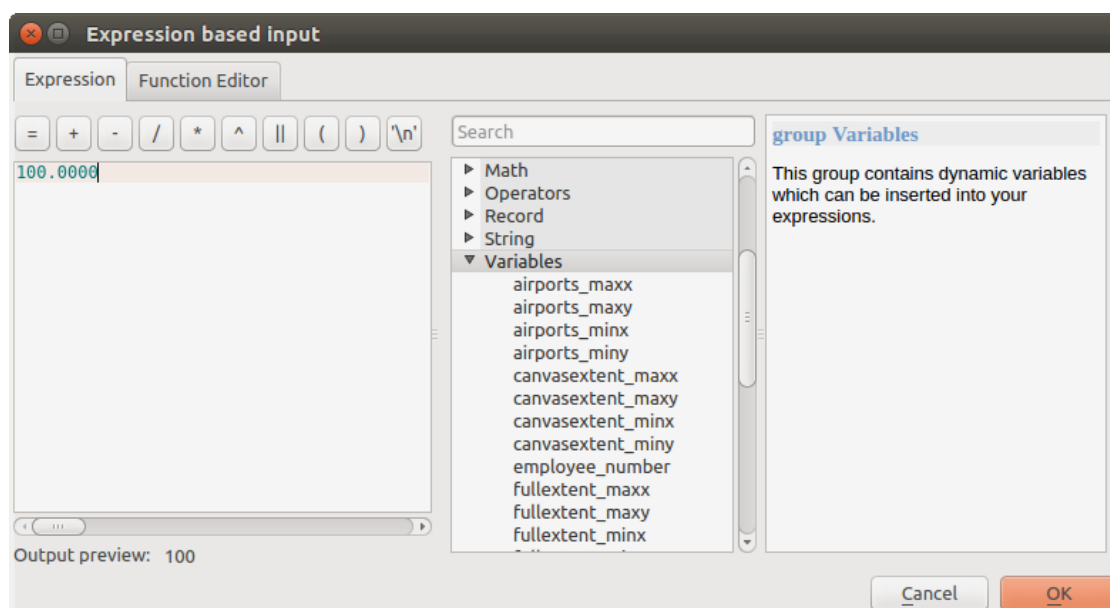 Expression based input
Expression Function Editor
= + - / * ^ || ( ) '\n'
100.0000
Output preview: 100
Search
Math
Operators
Record
String
Variables
airports_maxx
airports_maxy
airports_minx
airports_miny
canvasextent_maxx
canvasextent_maxy
canvasextent_minx
canvasextent_miny
employee_number
fullextent_maxx
fullextent_maxy
fullextent_minx
group Variables
This group contains dynamic variables
which can be inserted into your
expressions.
Cancel OK